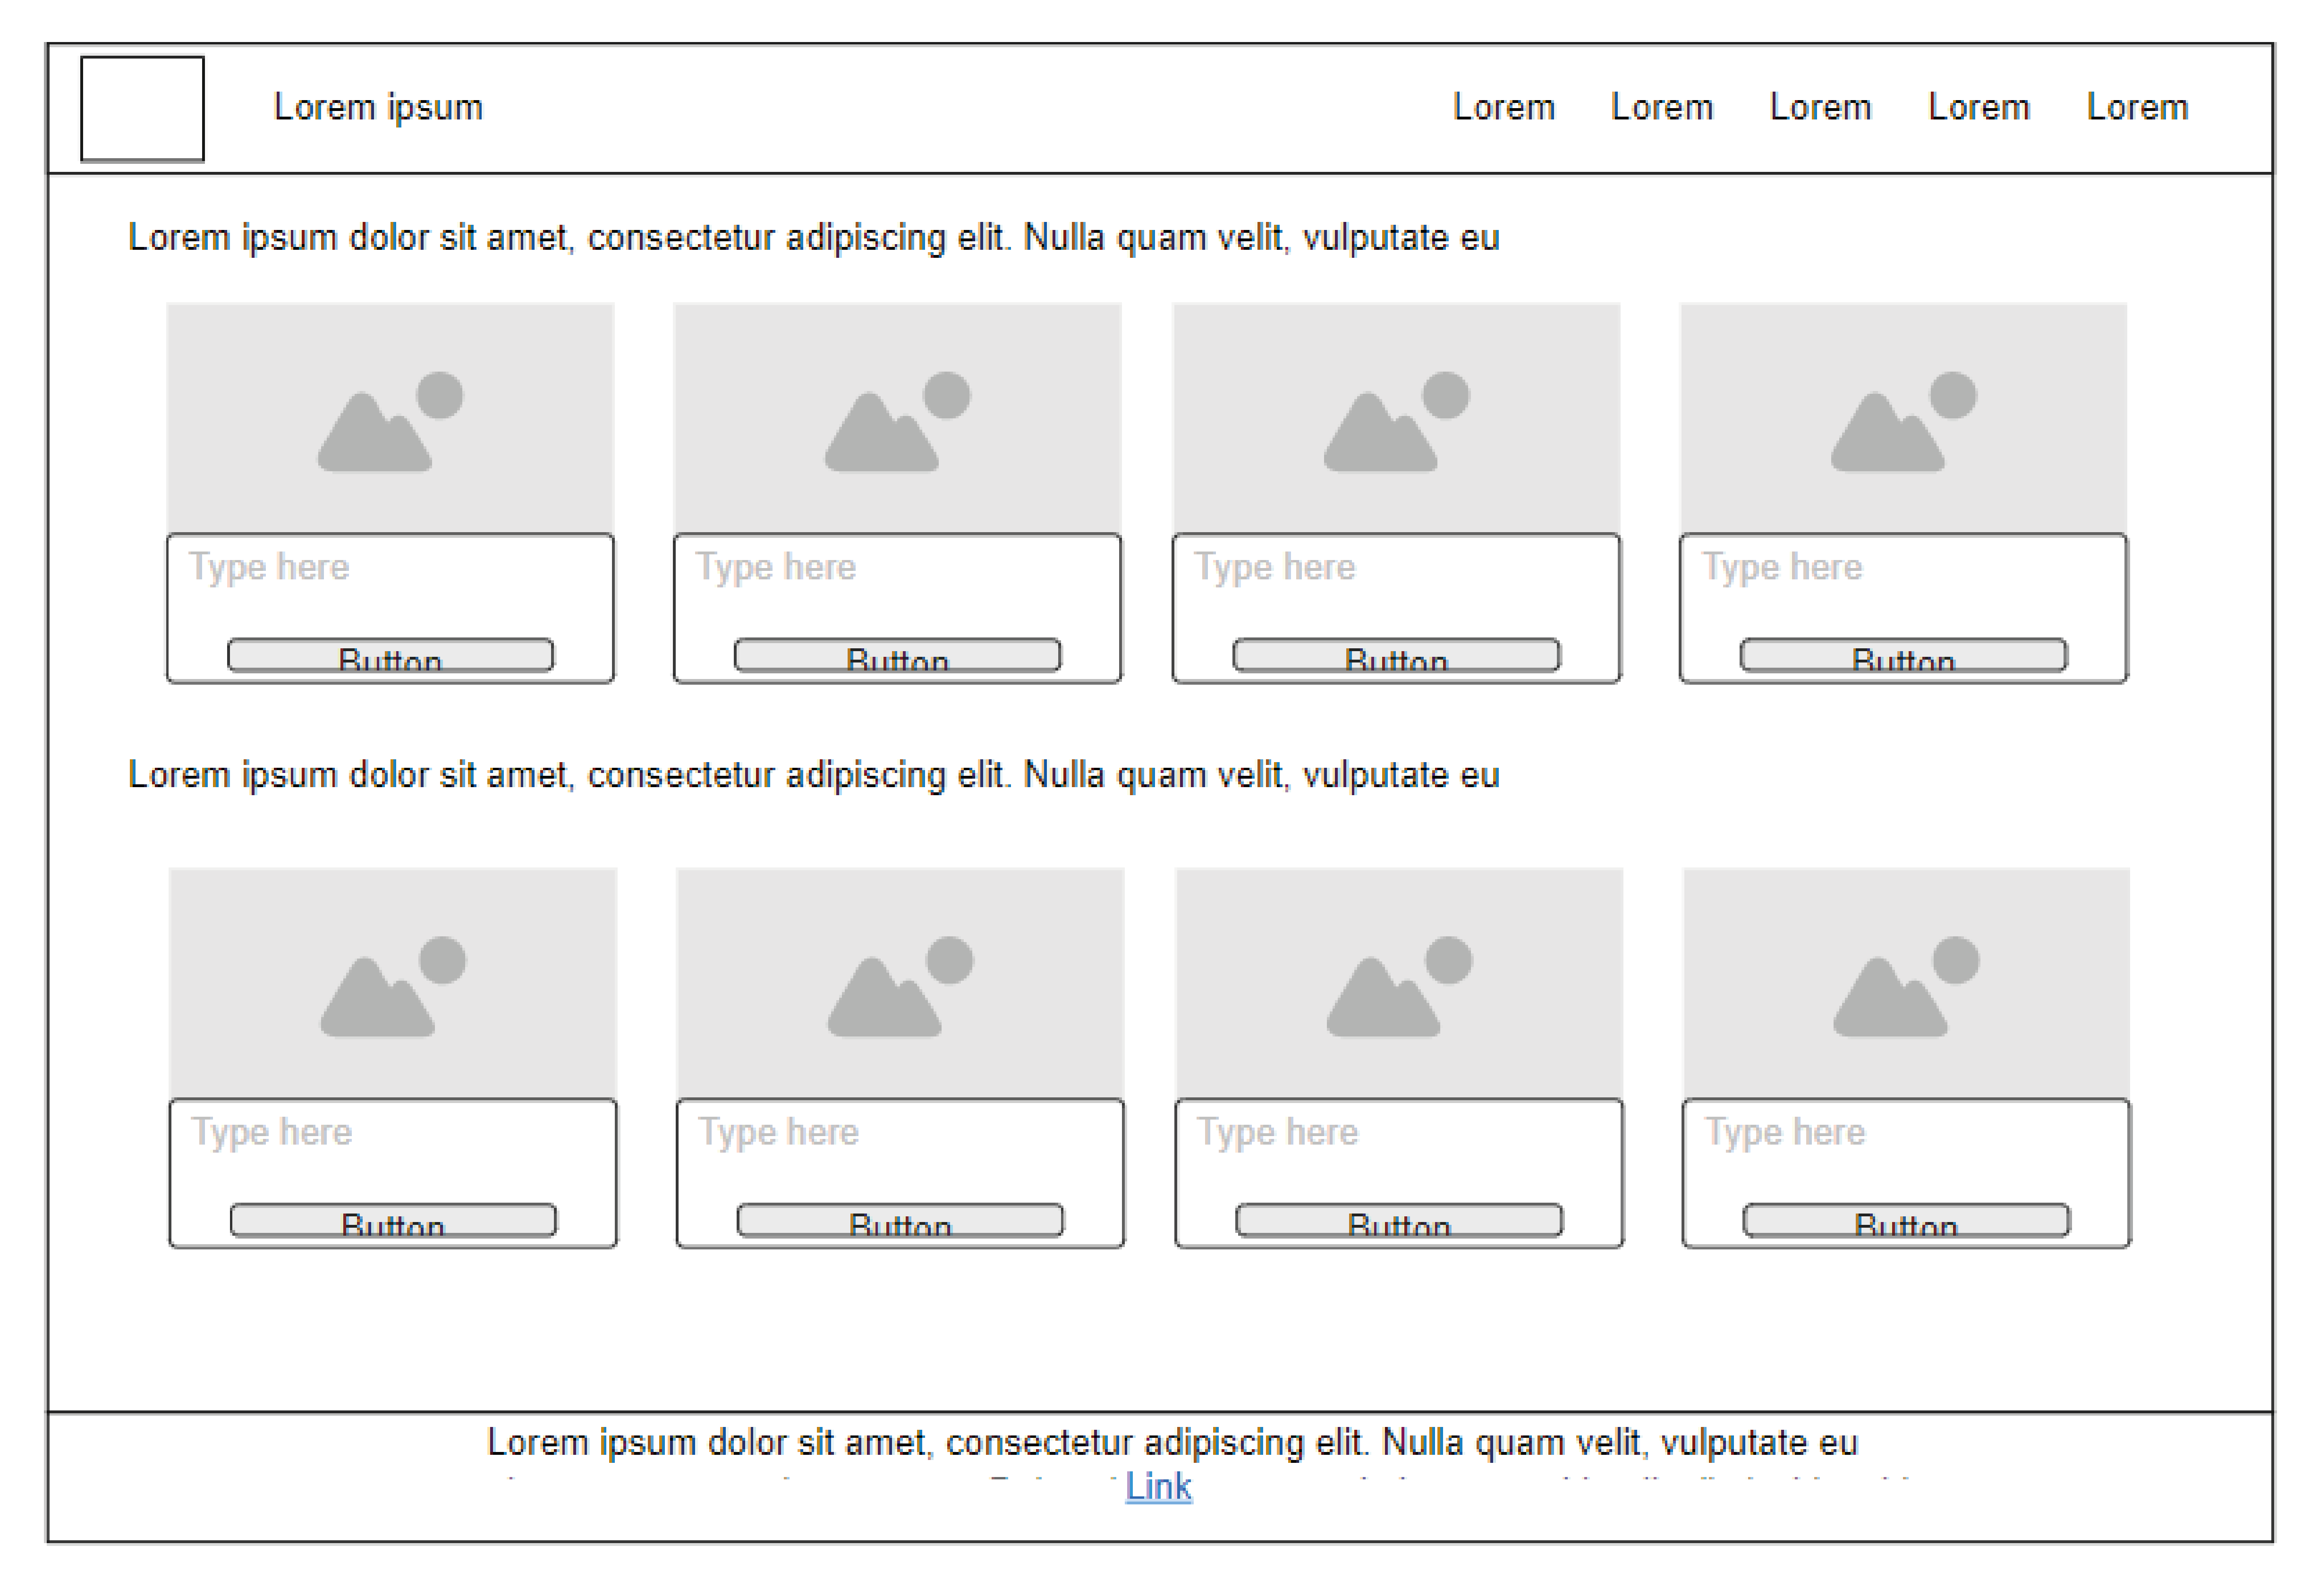 Lorem ipsum Lorem Lorem Lorem Lorem Lorem
Lorem ipsum dolor sit amet, consectetur adipiscing elit. Nulla quam velit, vulputate eu
Type here Type here Type here Type here
Button Button Button Button
Lorem ipsum dolor sit amet, consectetur adipiscing elit. Nulla quam velit, vulputate eu
Type here Type here Type here Type here
Button Button Button Button
Lorem ipsum dolor sit amet, consectetur adipiscing elit. Nulla quam velit, vulputate eu
Link